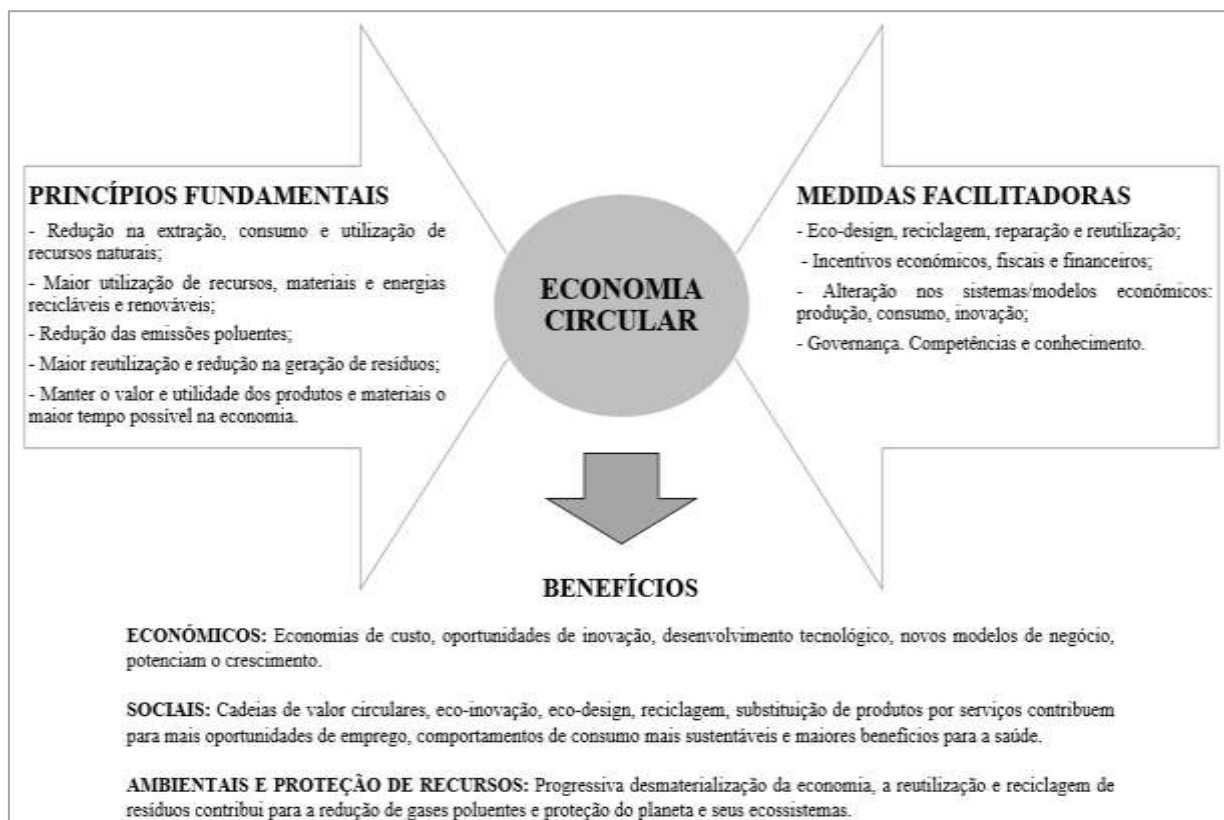 PRINCÍPIOS FUNDAMENTAIS
- Redução na extração, consumo e utilização de
recursos naturais;
- Maior utilização de recursos, materiais e energias
recicláveis e renováveis;
- Redução das emissões poluentes;
- Maior reutilização e redução na geração de resíduos;
- Manter o valor e utilidade dos produtos e materiais o
maior tempo possível na economia.
ECONOMIA
CIRCULAR
MEDIDAS FACILITADORAS
- Eco-design, reciclagem, reparação e reutilização;
- Incentivos económicos, fiscais e financeiros;
- Alteração nos sistemas/modelos económicos:
produção, consumo, inovação;
- Governança. Competências e conhecimento.
BENEFÍCIOS
ECONÓMICOS: Economias de custo, oportunidades de inovação, desenvolvimento tecnológico, novos modelos de negócio,
potenciam o crescimento.
SOCIAIS: Cadeias de valor circulares, eco-inovação, eco-design, reciclagem, substituição de produtos por serviços contribuem
para mais oportunidades de emprego, comportamentos de consumo mais sustentáveis e maiores benefícios para a saúde.
AMBIENTAIS E PROTEÇÃO DE RECURSOS: Progressiva desmaterialização da economia, a reutilização e reciclagem de
resíduos contribui para a redução de gases poluentes e proteção do planeta e seus ecossistemas.